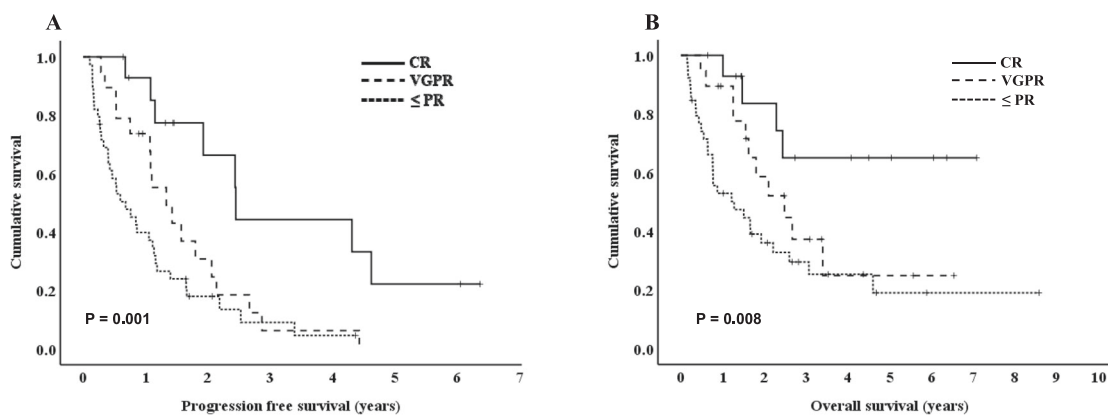 A
Cumulative survival
1.0
0.8
0.6
0.4
0.2
0.0
CR
VGPR
≤ PR
P = 0.001
0 1 2 3 4 5 6 7
Progression free survival (years)
B
Cumulative survival
1.0
0.8
0.6
0.4
0.2
0.0
CR
VGPR
≤ PR
P = 0.008
0 1 2 3 4 5 6 7 8 9 10
Overall survival (years)